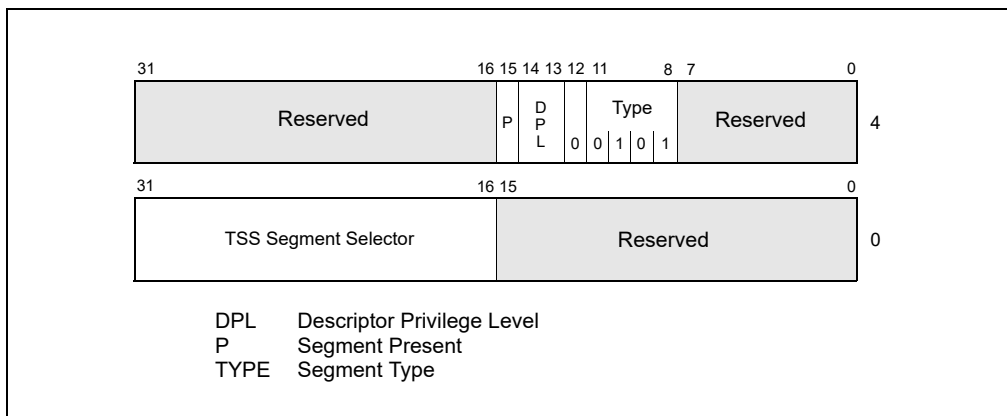 31 16 15 14 13 12 11 8 7 0
Reserved P DPL 0 Type 0 1 0 1 Reserved 4
31 16 15 0
TSS Segment Selector Reserved 0
DPL Descriptor Privilege Level
P Segment Present
TYPE Segment Type